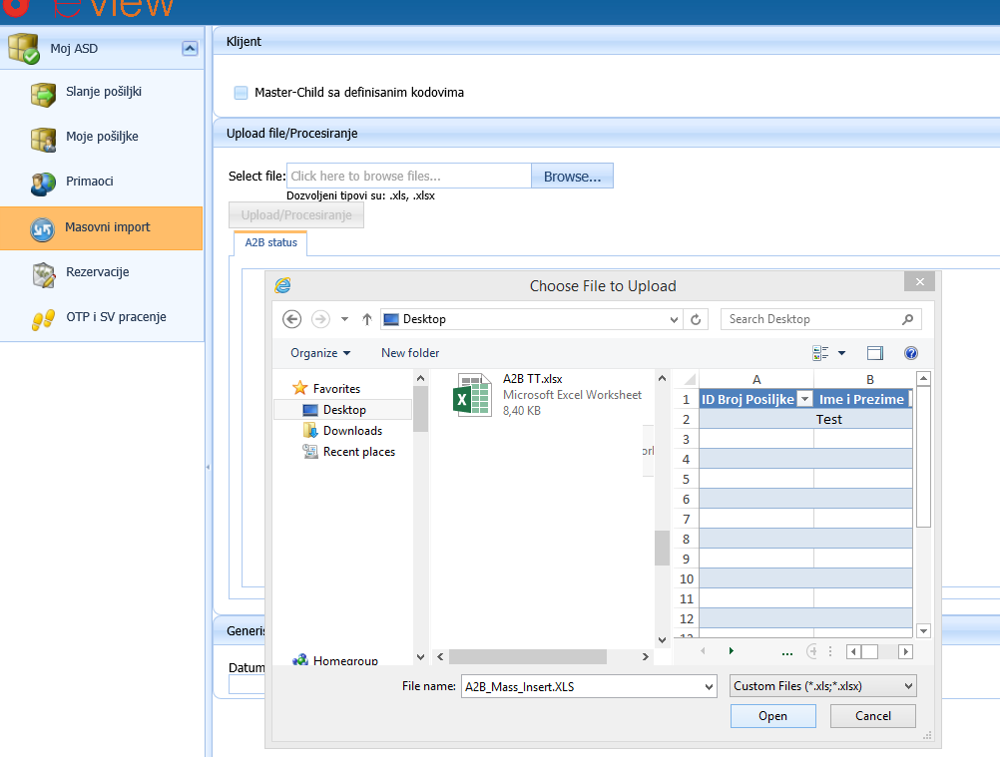 eView
Moj ASD
Slanje pošiljki
Moje pošiljke
Primaoci
Masovni import
Rezervacije
OTP i SV pracenje
Klijent
Master-Child sa definisanim kodovima
Upload file/Procesiranje
Select file: Click here to browse files... Browse...
Dozvoljeni tipovi su: .xls, .xlsx
Upload/Procesiranje
A2B status
Choose File to Upload
Desktop
Search Desktop
Organize
New folder
Favorites
Desktop
Downloads
Recent places
Homegroup
A2B TT.xlsx
Microsoft Excel Worksheet
8,40 KB
A B
1 ID Broj Posiljke Ime i Prezime
2 Test
3
4
5
6
7
8
9
10
11
12
...
File name: A2B_Mass_Insert.XLS Custom Files (*.xls;*.xlsx)
Open Cancel
Generis
Datum